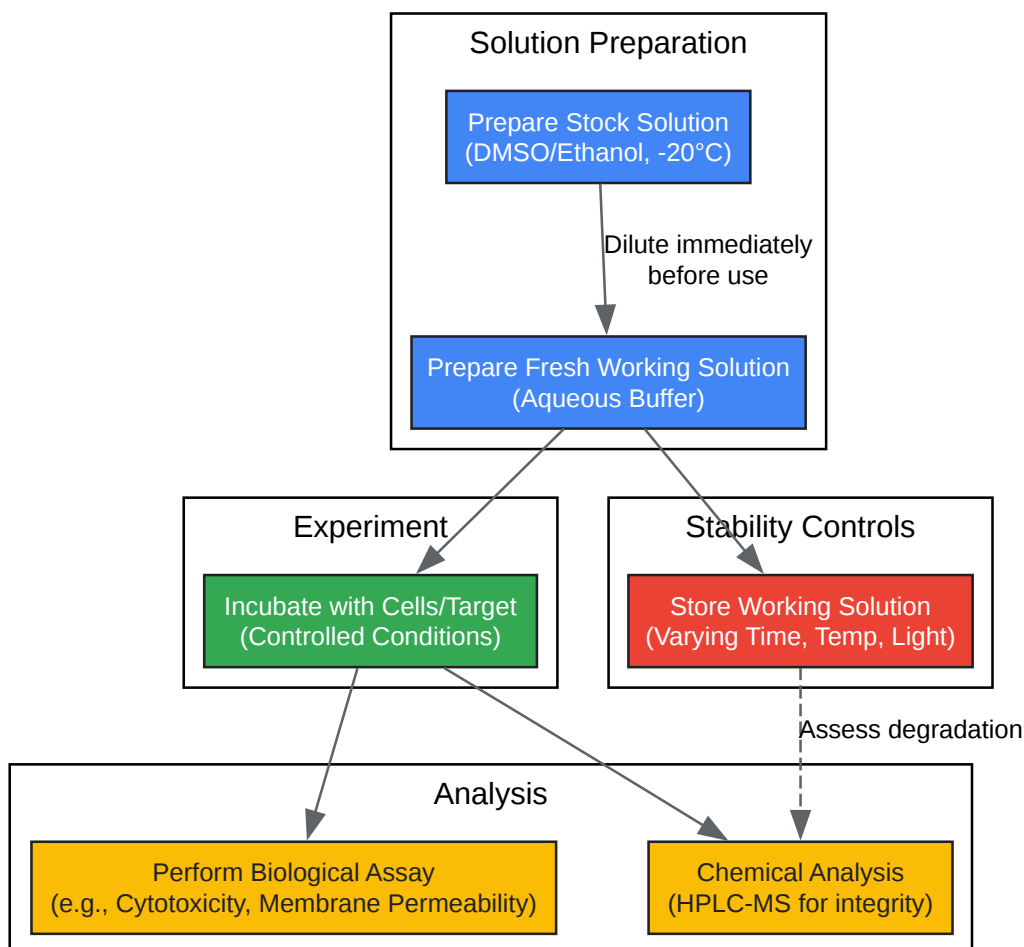 Solution Preparation
Prepare Stock Solution
(DMSO/Ethanol, -20°C)
Dilute immediately
before use
Prepare Fresh Working Solution
(Aqueous Buffer)
Experiment
Incubate with Cells/Target
(Controlled Conditions)
Stability Controls
Store Working Solution
(Varying Time, Temp, Light)
Assess degradation
Analysis
Perform Biological Assay
(e.g., Cytotoxicity, Membrane Permeability)
Chemical Analysis
(HPLC-MS for integrity)